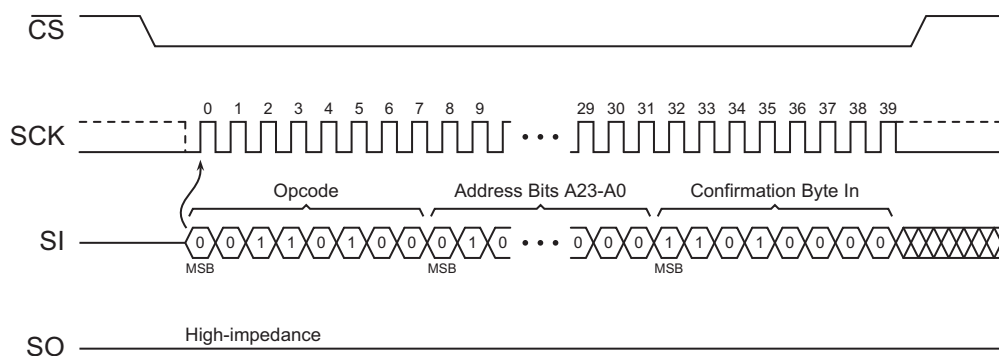 CS
0 1 2 3 4 5 6 7 8 9 29 30 31 32 33 34 35 36 37 38 39
SCK
Opcode Address Bits A23-A0 Confirmation Byte In
SI 0 0 1 1 0 1 0 0 0 1 0 0 0 0 1 1 0 1 0 0 0 0
MSB MSB MSB
High-impedance
SO